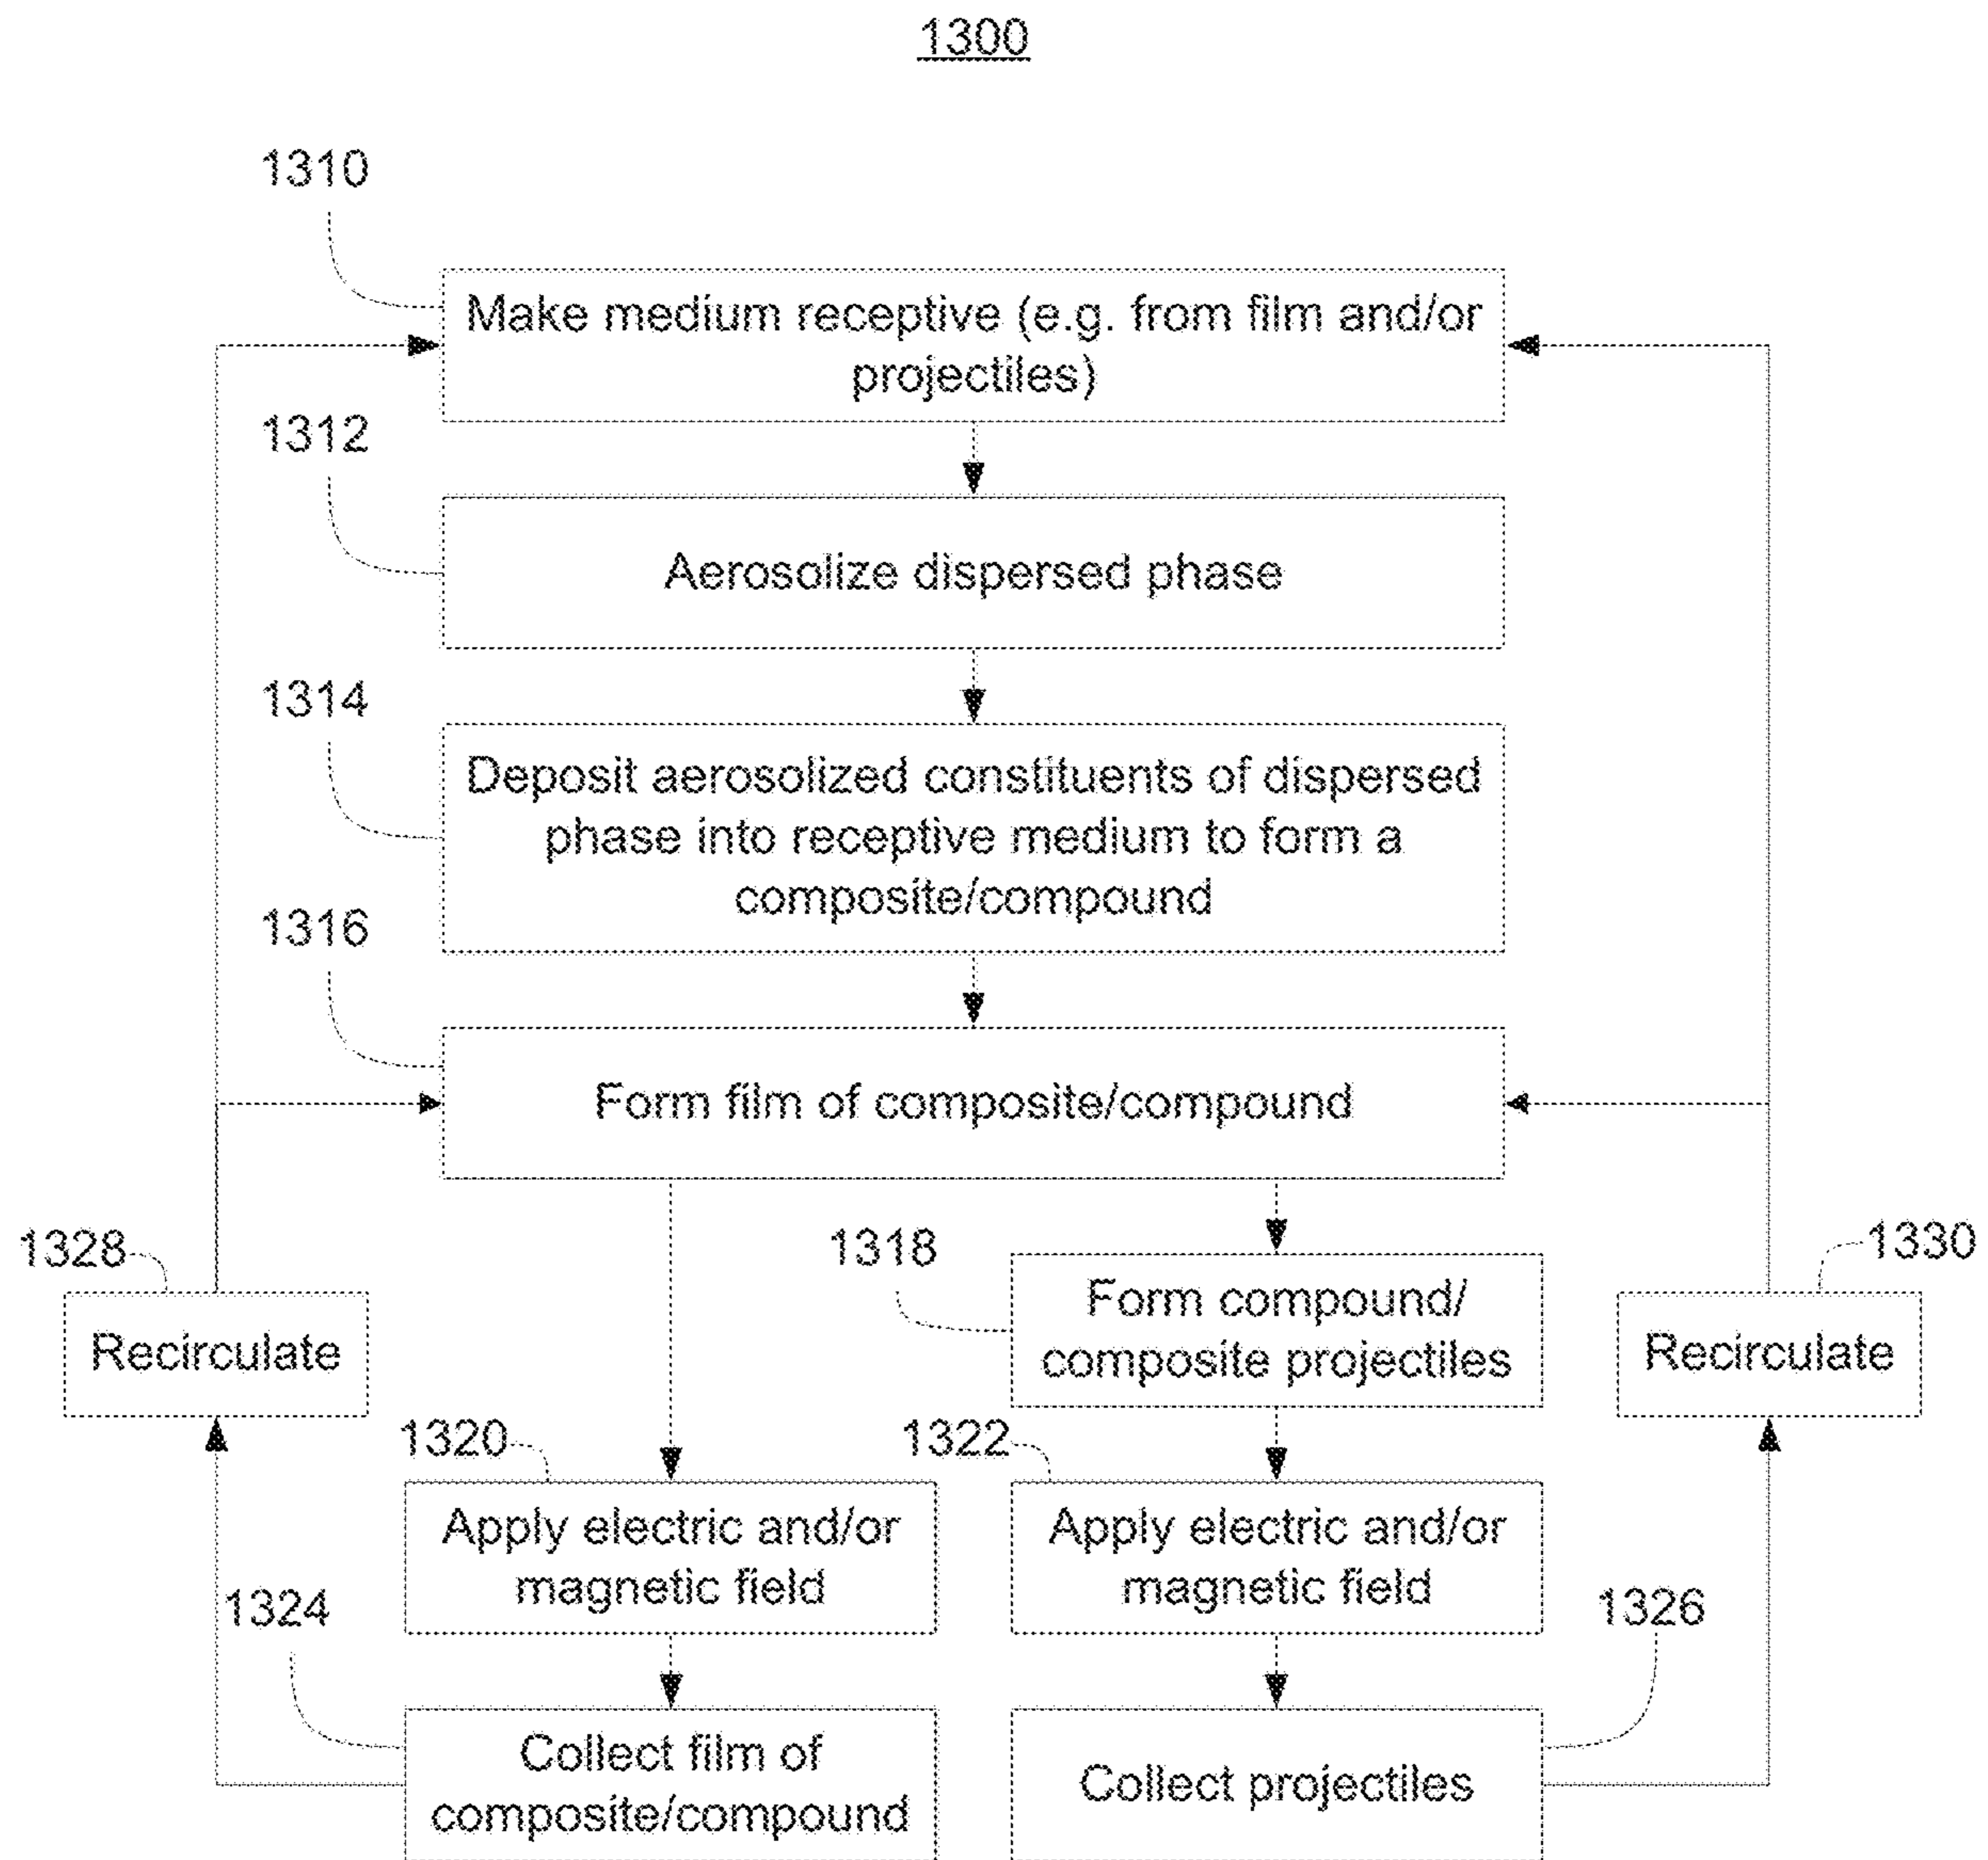 1300
1310
Make medium receptive (e.g. from film and/or
projectiles)
1312
Aerosolize dispersed phase
1314
Deposit aerosolized constituents of dispersed
phase into receptive medium to form a
composite/compound
1316
Form film of composite/compound
1328
Recirculate
1318
Form compound/
composite projectiles
1330
Recirculate
1320
Apply electric and/or
magnetic field
1322
Apply electric and/or
magnetic field
1324
Collect film of
composite/compound
1326
Collect projectiles